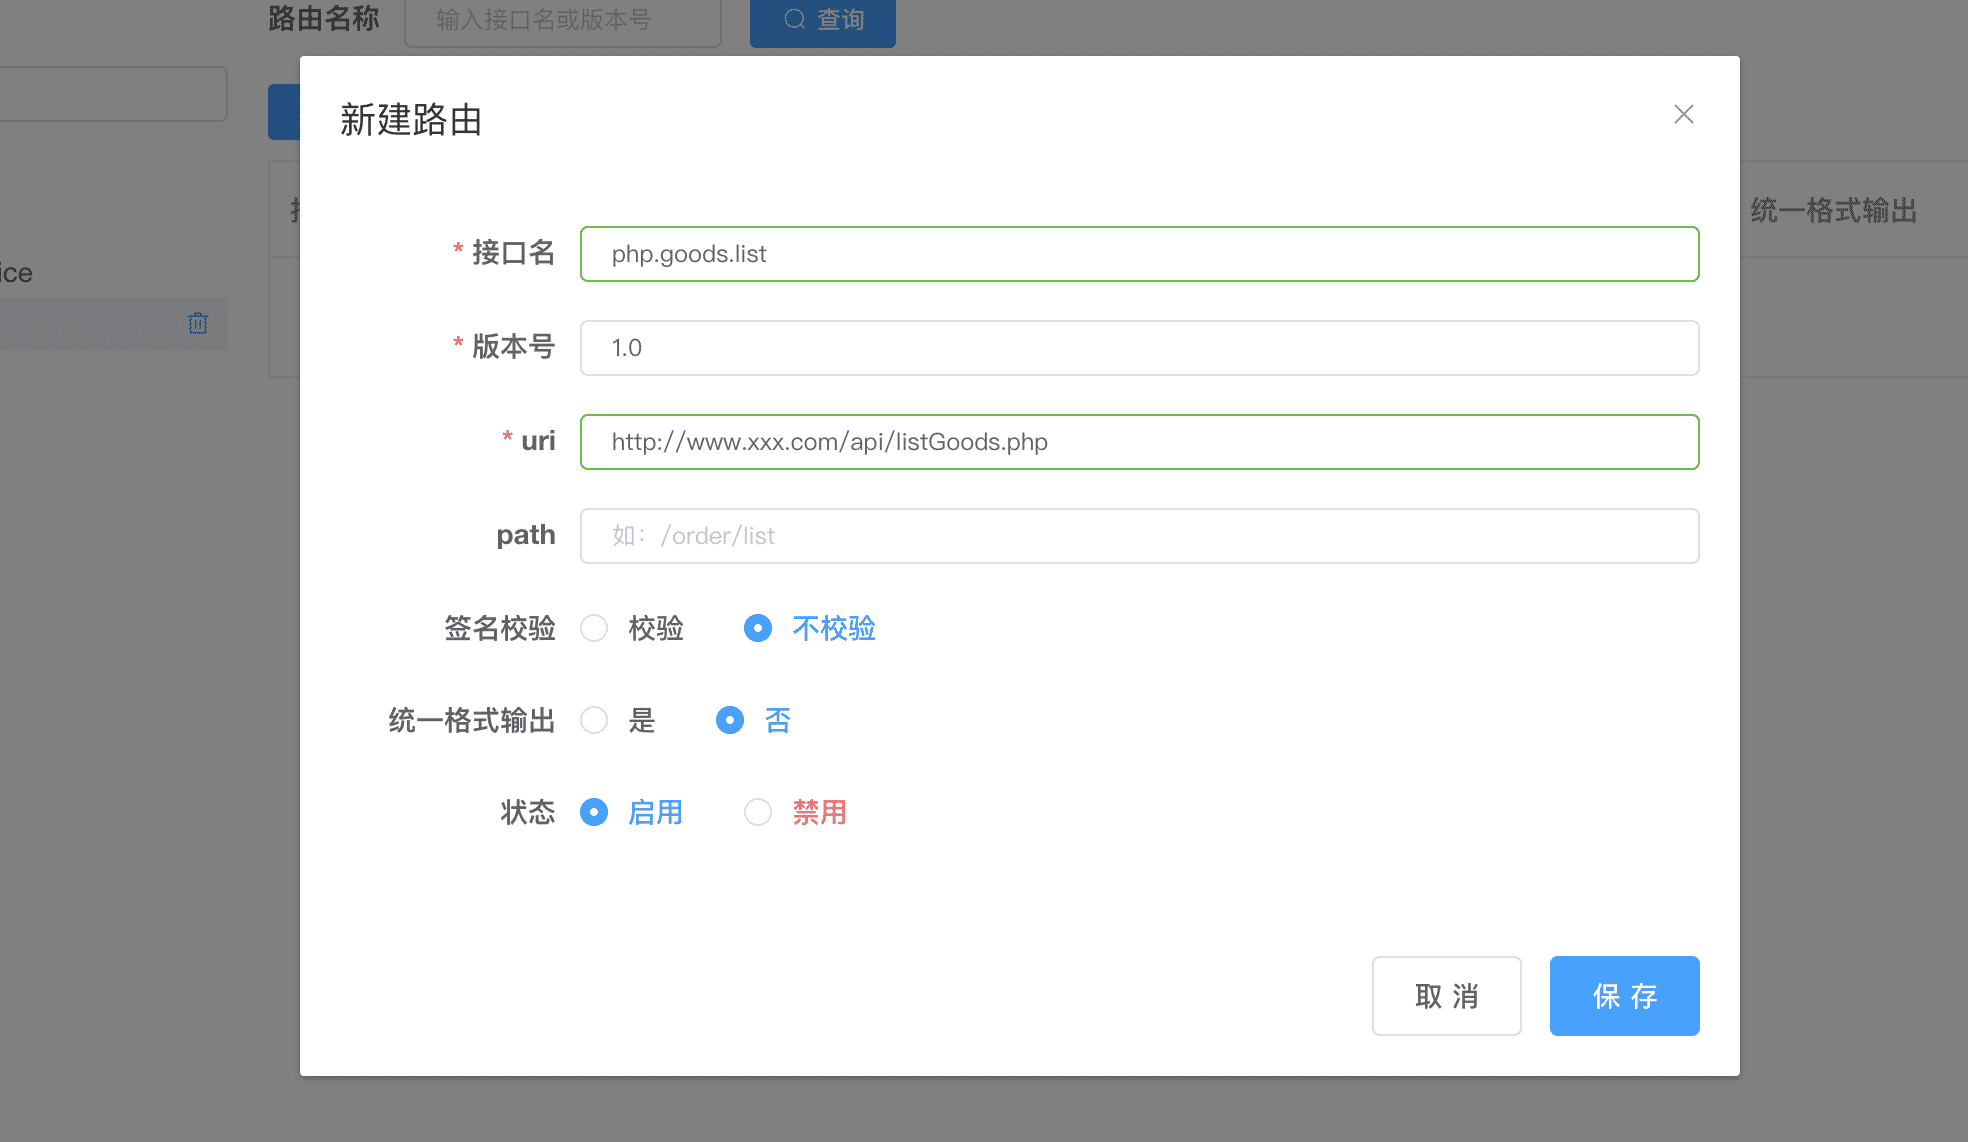 路由名称 输入接口名或版本号 查询
新建路由
统一格式输出
* 接口名 php.goods.list
ice
* 版本号 1.0
* uri http://www.xxx.com/api/listGoods.php
path 如：/order/list
签名校验 校验 不校验
统一格式输出 是 否
状态 启用 禁用
取 消 保 存